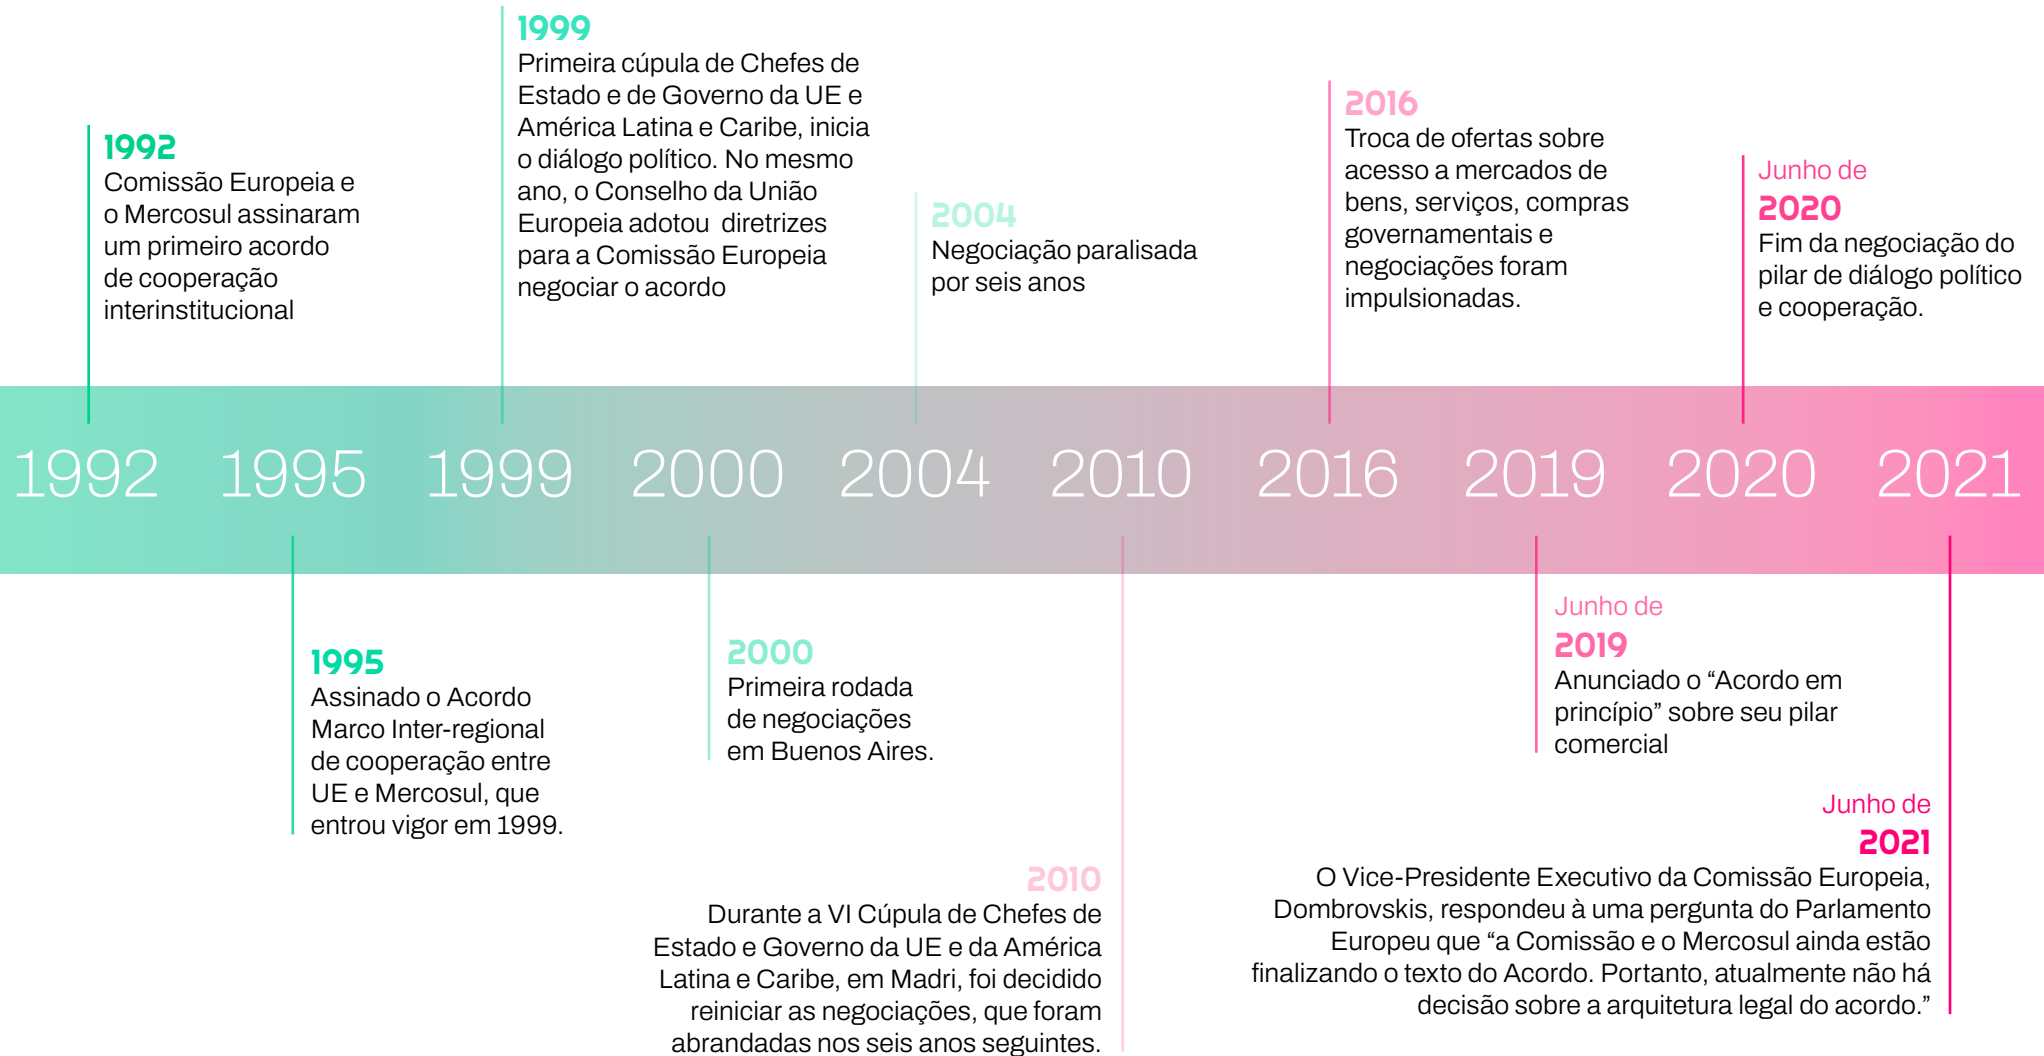 1992
Comissão Europeia e
o Mercosul assinaram
um primeiro acordo
de cooperação
interinstitucional
1999
Primeira cúpula de Chefes de
Estado e de Governo da UE e
América Latina e Caribe, inicia
o diálogo político. No mesmo
ano, o Conselho da União
Europeia adotou diretrizes
para a Comissão Europeia
negociar o acordo
2004
Negociação paralisada
por seis anos
2016
Troca de ofertas sobre
acesso a mercados de
bens, serviços, compras
governamentais e
negociações foram
impulsionadas.
Junho de
2020
Fim da negociação do
pilar de diálogo político
e cooperação.
1992 1995 1999 2000 2004 2010 2016 2019 2020 2021
1995
Assinado o Acordo
Marco Inter-regional
de cooperação entre
UE e Mercosul, que
entrou vigor em 1999.
2000
Primeira rodada
de negociações
em Buenos Aires.
2010
Durante a VI Cúpula de Chefes de
Estado e Governo da UE e da América
Latina e Caribe, em Madri, foi decidido
reiniciar as negociações, que foram
abrandadas nos seis anos seguintes.
Junho de
2019
Anunciado o “Acordo em
princípio” sobre seu pilar
comercial
Junho de
2021
O Vice-Presidente Executivo da Comissão Europeia,
Dombrovskis, respondeu à uma pergunta do Parlamento
Europeu que “a Comissão e o Mercosul ainda estão
finalizando o texto do Acordo. Portanto, atualmente não há
decisão sobre a arquitetura legal do acordo.”